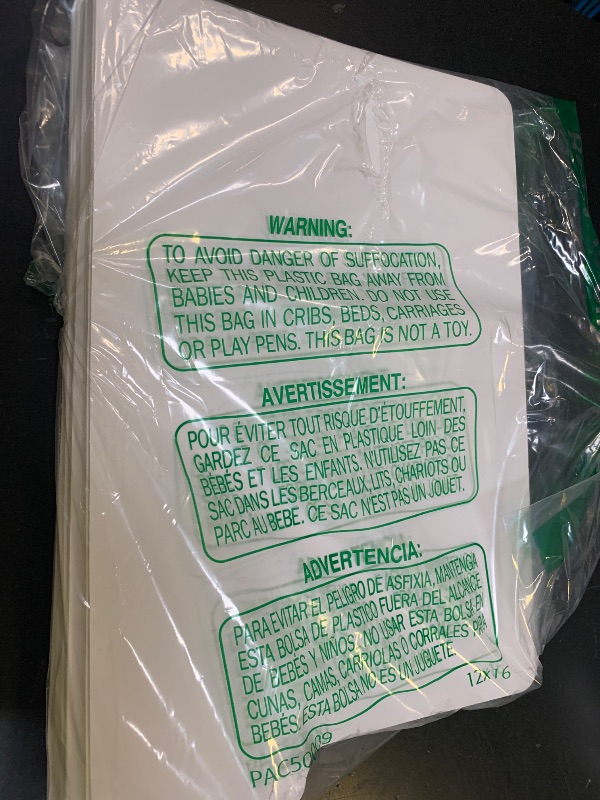 WARNING:
TO AVOID DANGER OF SUFFOCATION,
KEEP THIS PLASTIC BAG AWAY FROM
BABIES AND CHILDREN. DO NOT USE
THIS BAG IN CRIBS, BEDS, CARRIAGES
OR PLAY PENS. THIS BAG IS NOT A TOY.
AVERTISSEMENT:
POUR ÉVITER TOUT RISQUE D'ÉTOUFFEMENT,
GARDEZ CE SAC EN PLASTIQUE LOIN DES
BÉBÉS ET LES ENFANTS. N'UTILISEZ PAS CE
SAC DANS LES BERCEAUX, LITS, CHARIOTS OU
PARC AU BEBE. CE SAC N'EST PAS UN JOUET.
ADVERTENCIA:
PARA EVITAR EL PELIGRO DE ASFIXIA, MANTENGA
ESTA BOLSA DE PLASTICO FUERA DEL ALCANCE
DE BEBÉS Y NIÑOS. NO USAR ESTA BOLSA EN
CUNAS, CAMAS, CARRIOLAS O CORRALES PARA
BEBÉS. ESTA BOLSA NO ES UN JUGUETE
12X16